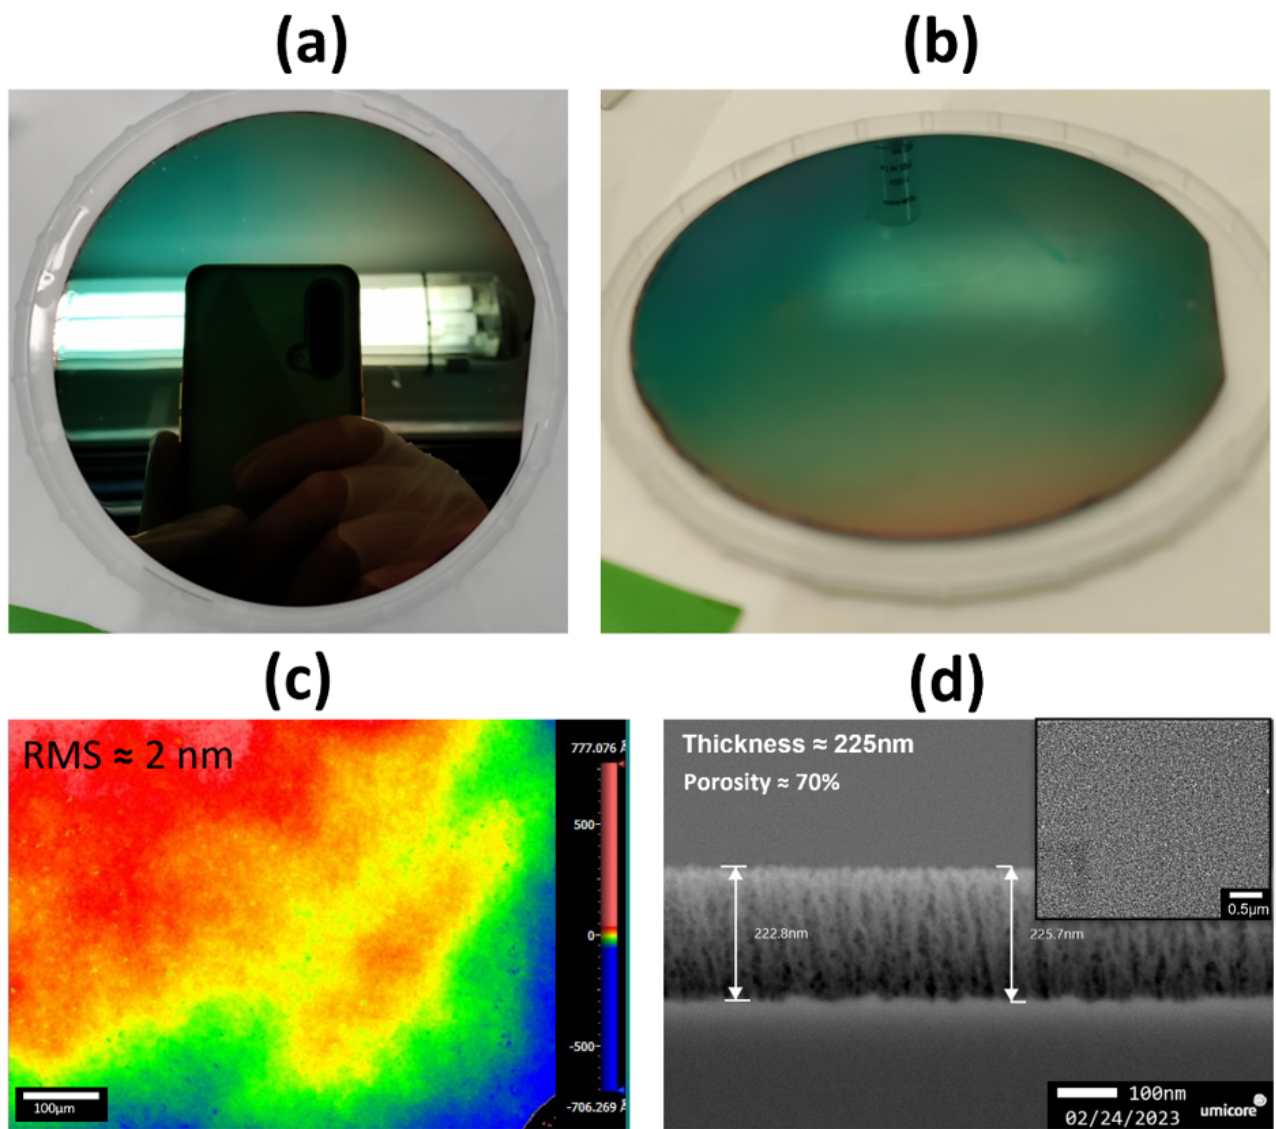 (a)
(b)
(c)
(d)
RMS ≈ 2 nm
777.076 Å
500
0
-500
-706.269 Å
100µm
Thickness ≈ 225nm
Porosity ≈ 70%
222.8nm
225.7nm
0.5µm
100nm
02/24/2023
umicore